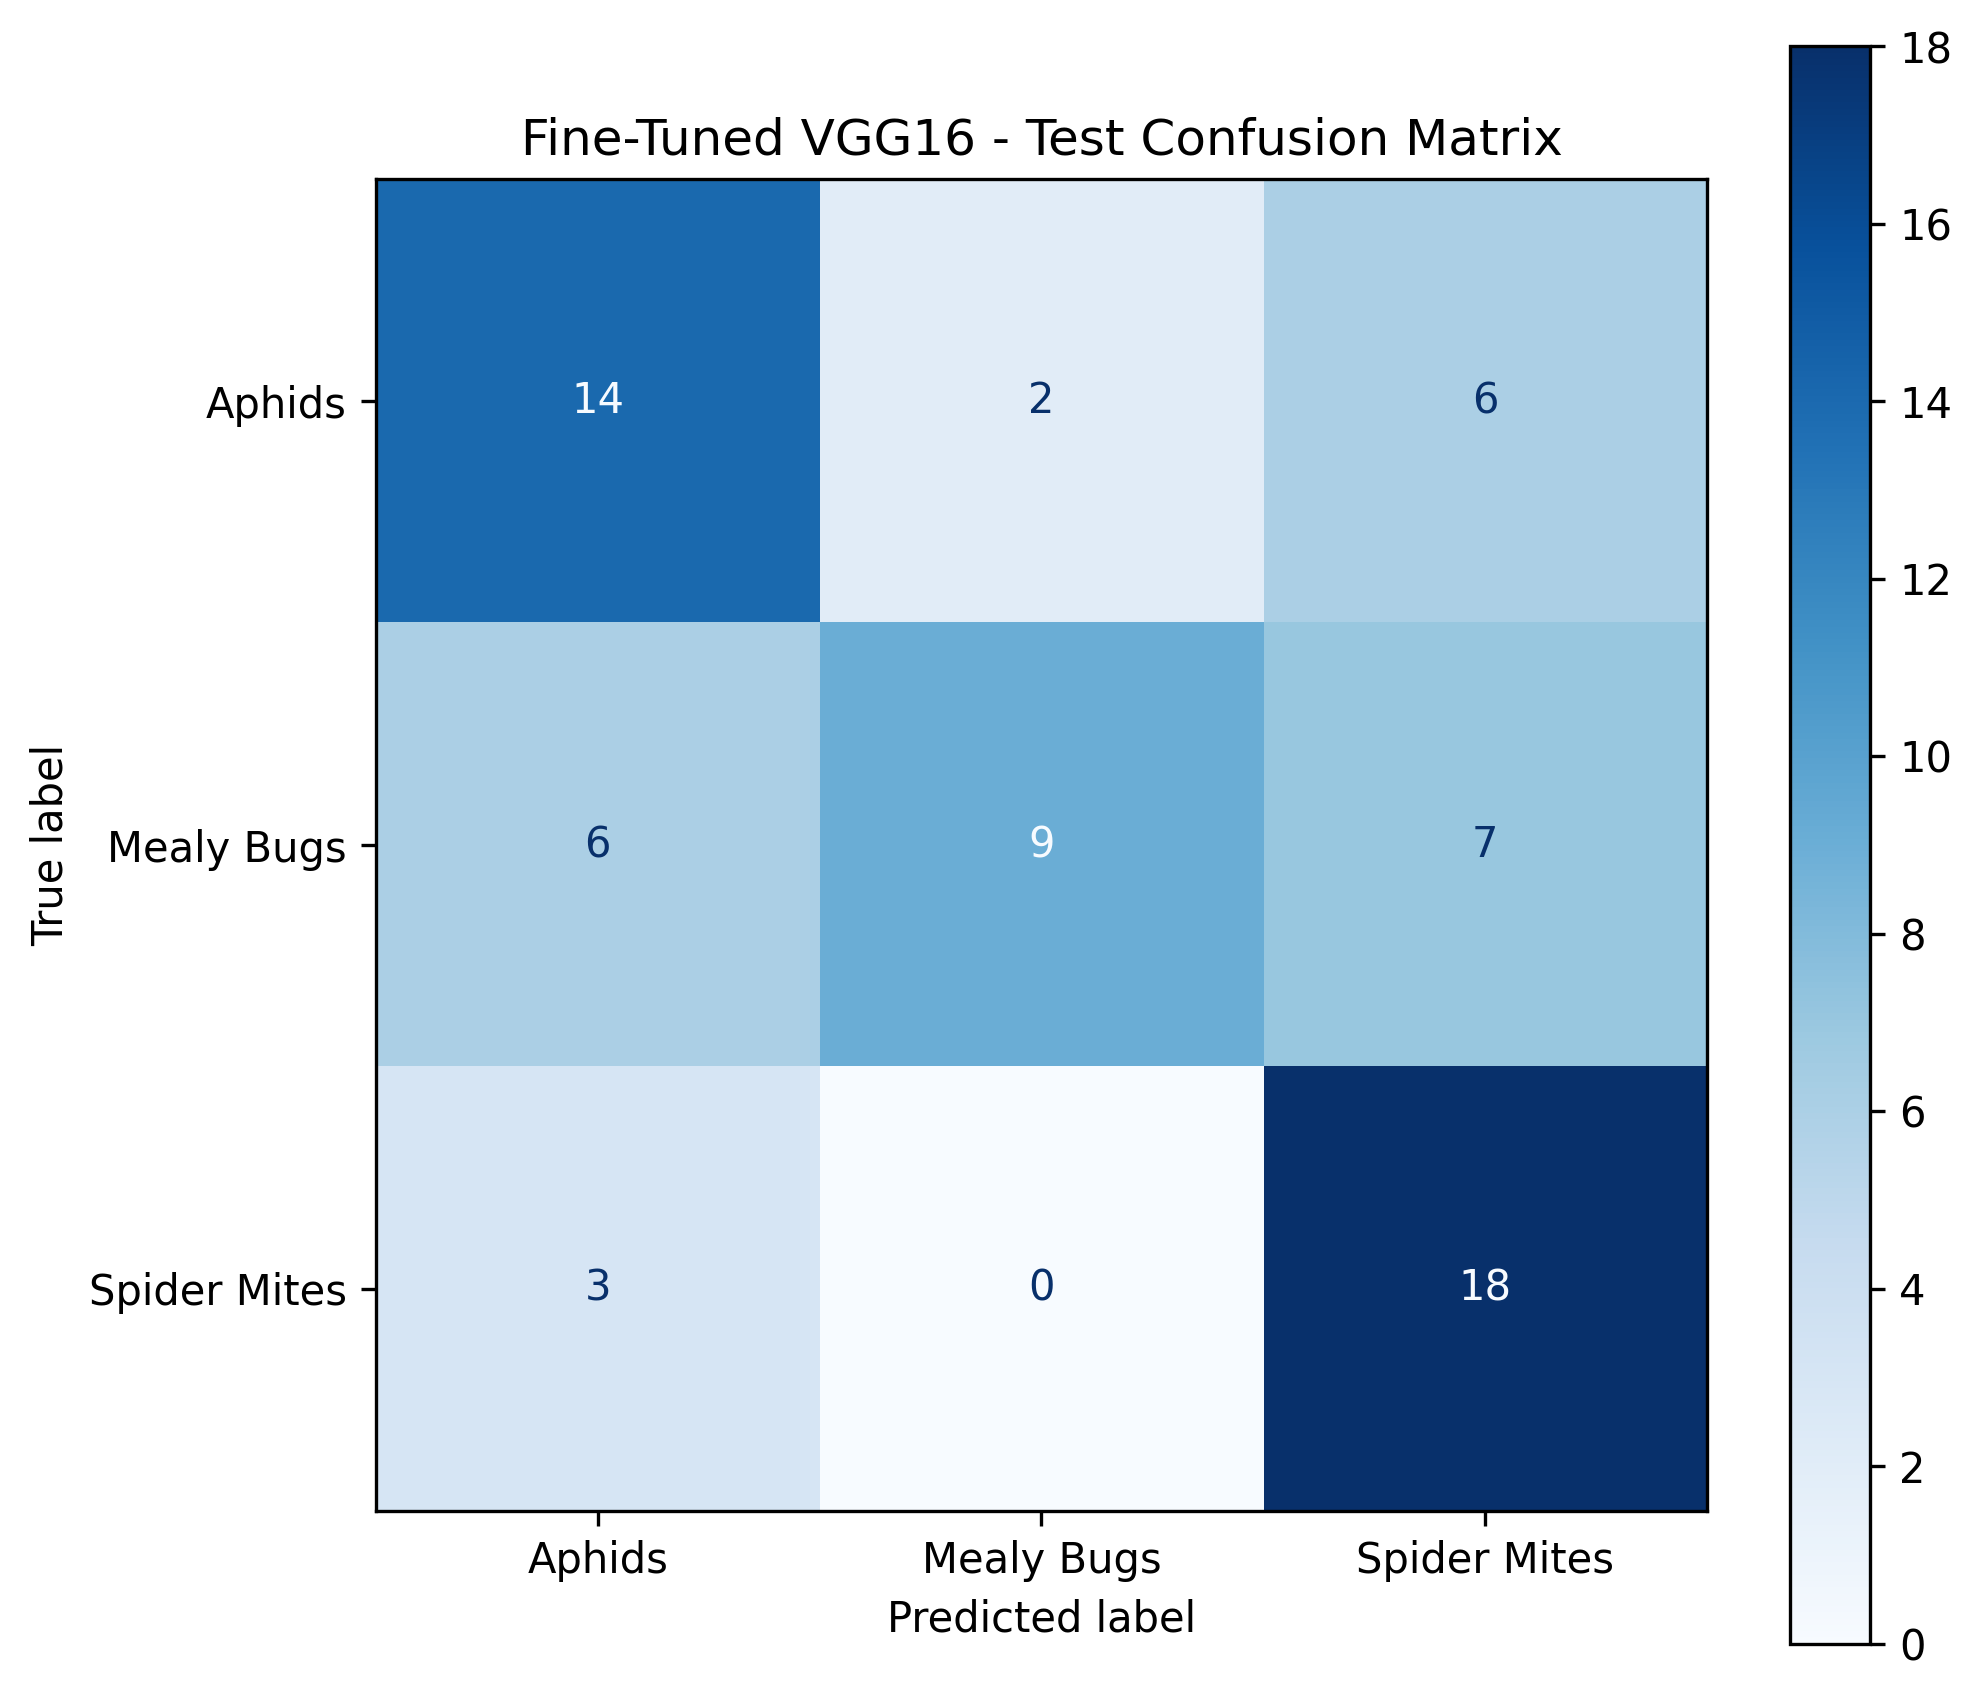 Fine-Tuned VGG16 - Test Confusion Matrix
True label
Aphids
14
2
6
Mealy Bugs
6
9
7
Spider Mites
3
0
18
Aphids
Mealy Bugs
Spider Mites
Predicted label
18
16
14
12
10
8
6
4
2
0